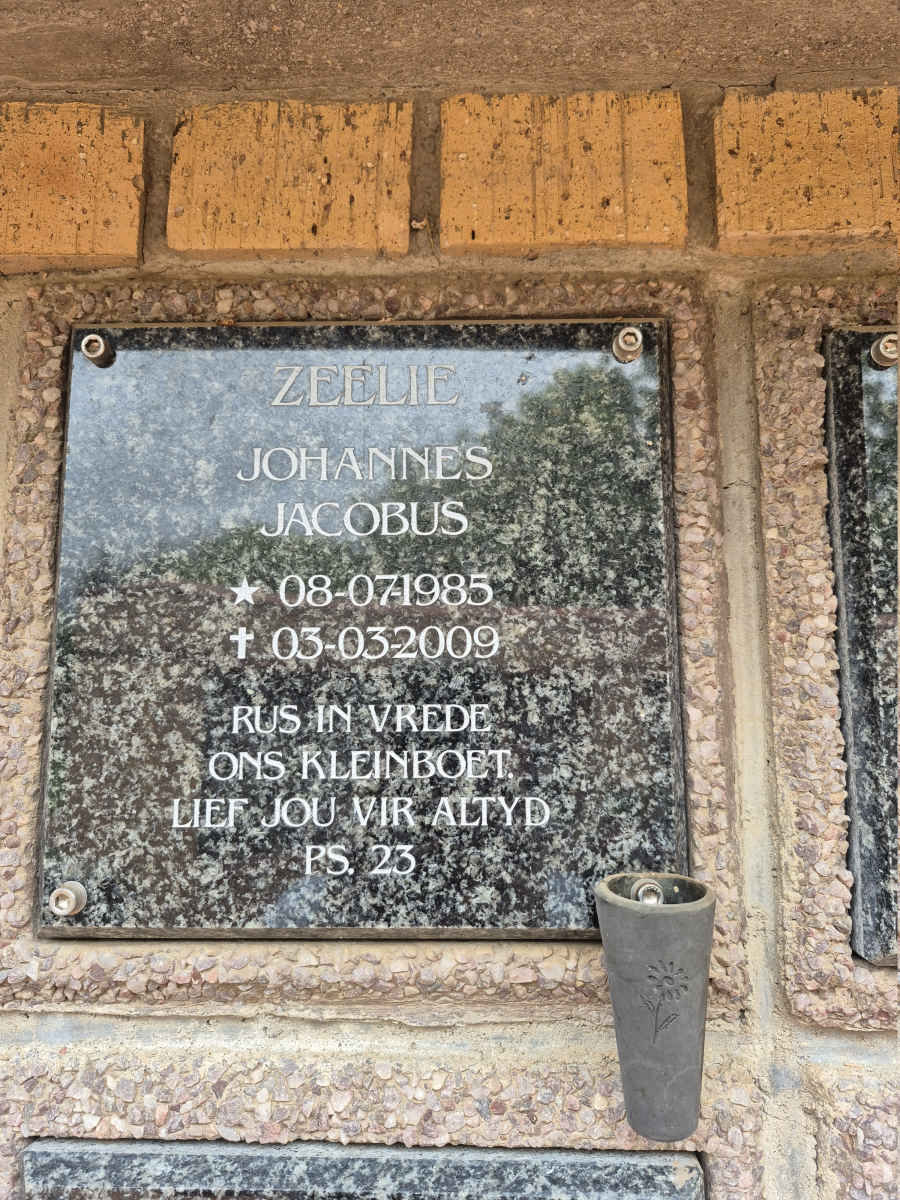 ZEELIE
JOHANNES
JACOBUS
★ 08-07-1985
✝ 03-03-2009
RUS IN VREDE
ONS KLEINBOET.
LIEF JOU VIR ALTYD
PS. 23